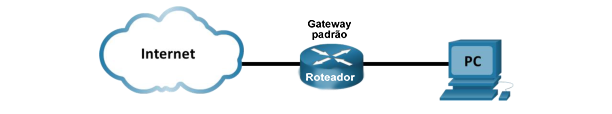 Internet
Gateway
padrão
Roteador
PC